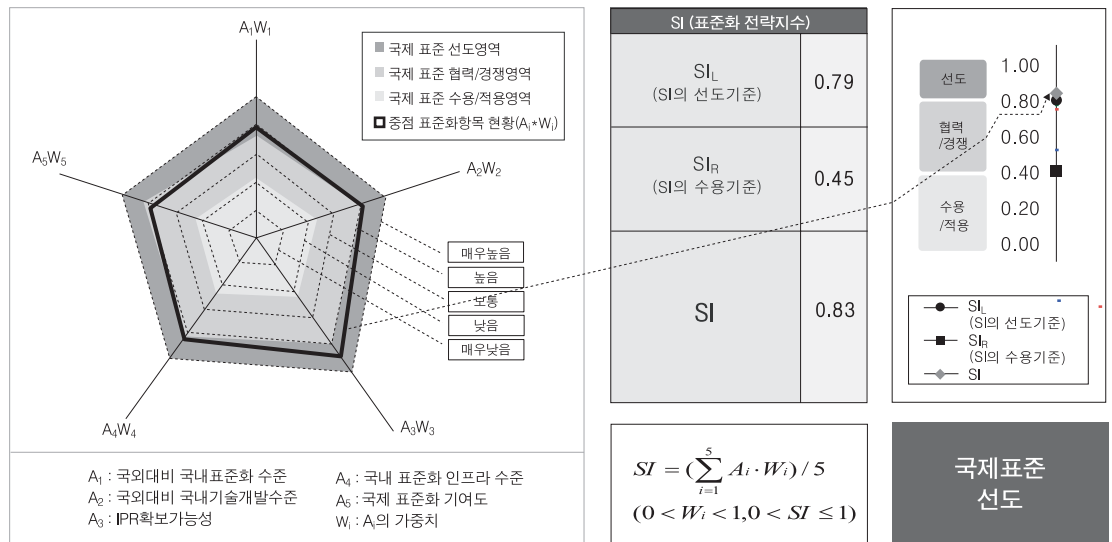 A1W1
국제 표준 선도영역
국제 표준 협력/경쟁영역
국제 표준 수용/적용영역
중점 표준화항목 현황(Ai*Wi)
A5W5
A2W2
매우높음
높음
보통
낮음
매우낮음
A4W4
A3W3
A1 : 국외대비 국내표준화 수준
A2 : 국외대비 국내기술개발수준
A3 : IPR확보가능성
A4 : 국내 표준화 인프라 수준
A5 : 국제 표준화 기여도
Wi : Ai의 가중치
SI (표준화 전략지수)
SIL
(SI의 선도기준)
0.79
SIR
(SI의 수용기준)
0.45
SI
0.83
선도
협력
/경쟁
수용
/적용
1.00
0.80
0.60
0.40
0.20
0.00
SIL
(SI의 선도기준)
SIR
(SI의 수용기준)
SI
SI = (∑ i=1 5 Ai · Wi) / 5
(0 < Wi < 1,0 < SI ≤ 1)
국제표준
선도